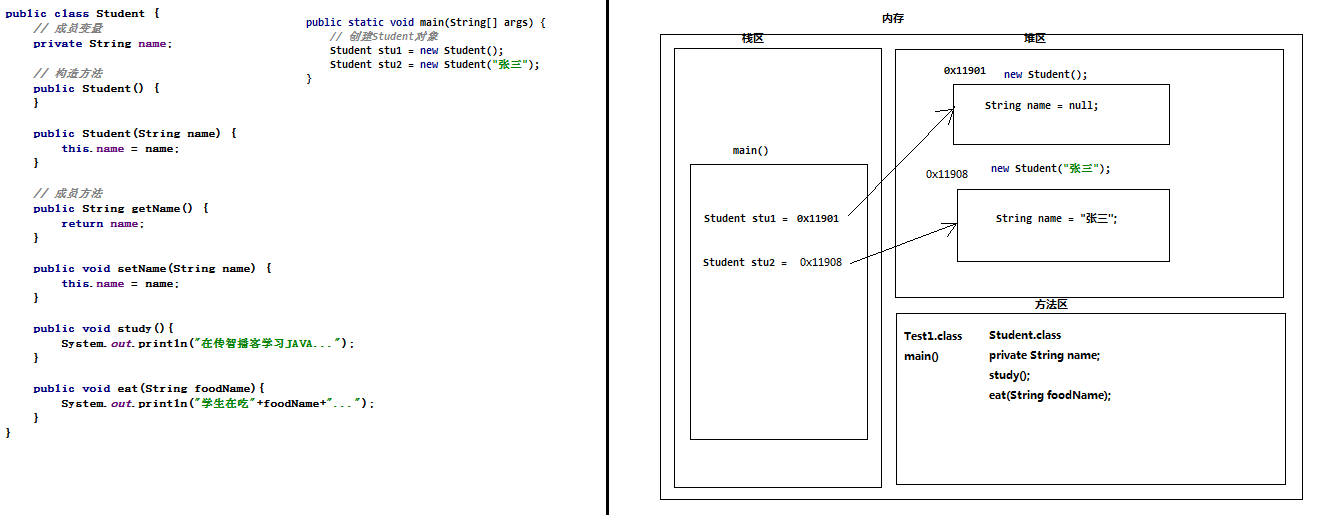 public class Student {
// 成员变量
private String name;
// 构造方法
public Student() {
}
public Student(String name) {
this.name = name;
}
// 成员方法
public String getName() {
return name;
}
public void setName(String name) {
this.name = name;
}
public void study(){
System.out.println("在传智播客学习JAVA...");
}
public void eat(String foodName){
System.out.println("学生在吃"+foodName+"...");
}
}
public static void main(String[] args) {
// 创建Student对象
Student stu1 = new Student();
Student stu2 = new Student("张三");
}
内存
栈区
main()
Student stu1 = 0x11901
Student stu2 = 0x11908
堆区
0x11901 new Student();
String name = null;
0x11908 new Student("张三");
String name = "张三";
方法区
Test1.class
main()
Student.class
private String name;
study();
eat(String foodName);